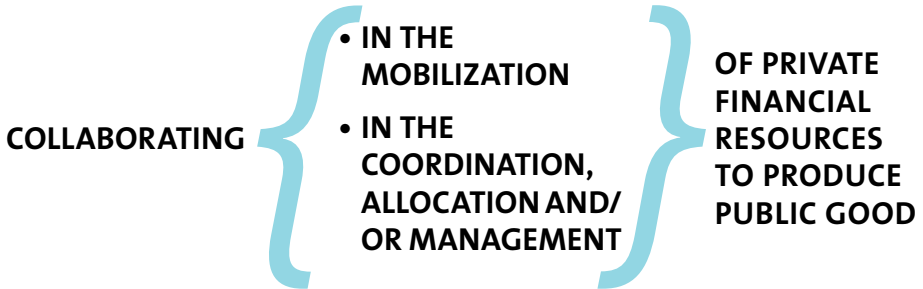 COLLABORATING
• IN THE
MOBILIZATION
• IN THE
COORDINATION,
ALLOCATION AND/
OR MANAGEMENT
OF PRIVATE
FINANCIAL
RESOURCES
TO PRODUCE
PUBLIC GOOD